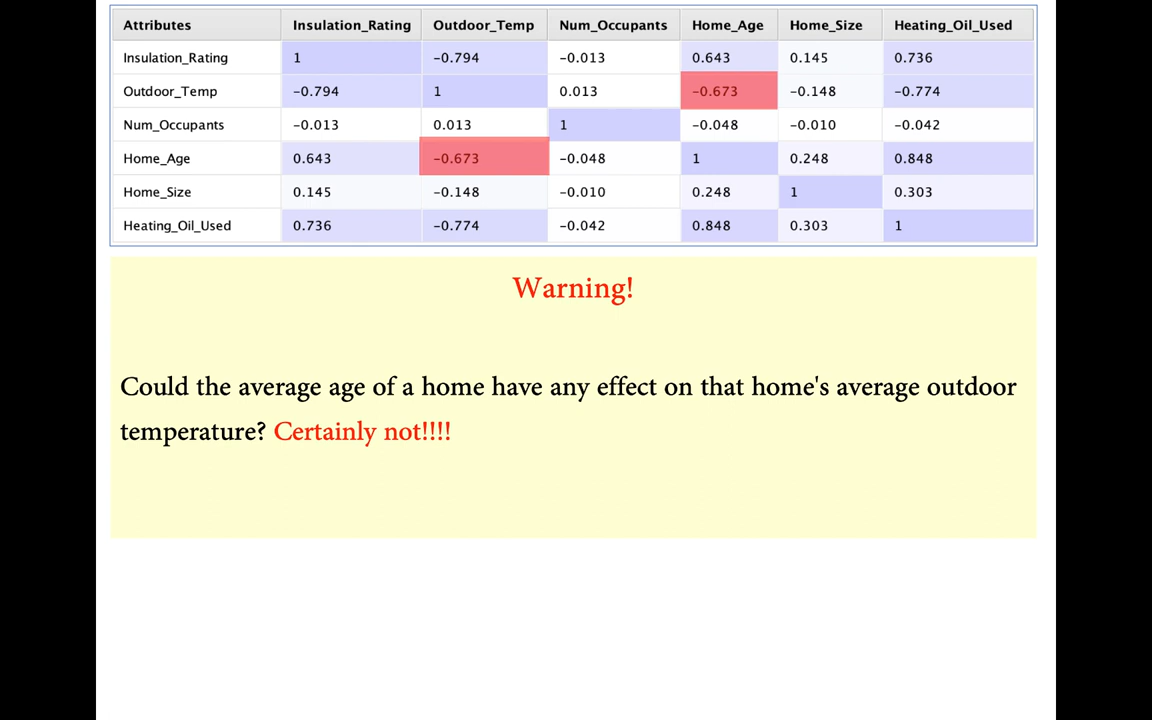 Attributes Insulation_Rating Outdoor_Temp Num_Occupants Home_Age Home_Size Heating_Oil_Used
Insulation_Rating 1 -0.794 -0.013 0.643 0.145 0.736
Outdoor_Temp -0.794 1 0.013 -0.673 -0.148 -0.774
Num_Occupants -0.013 0.013 1 -0.048 -0.010 -0.042
Home_Age 0.643 -0.673 -0.048 1 0.248 0.848
Home_Size 0.145 -0.148 -0.010 0.248 1 0.303
Heating_Oil_Used 0.736 -0.774 -0.042 0.848 0.303 1
Warning!
Could the average age of a home have any effect on that home's average outdoor
temperature? Certainly not!!!!